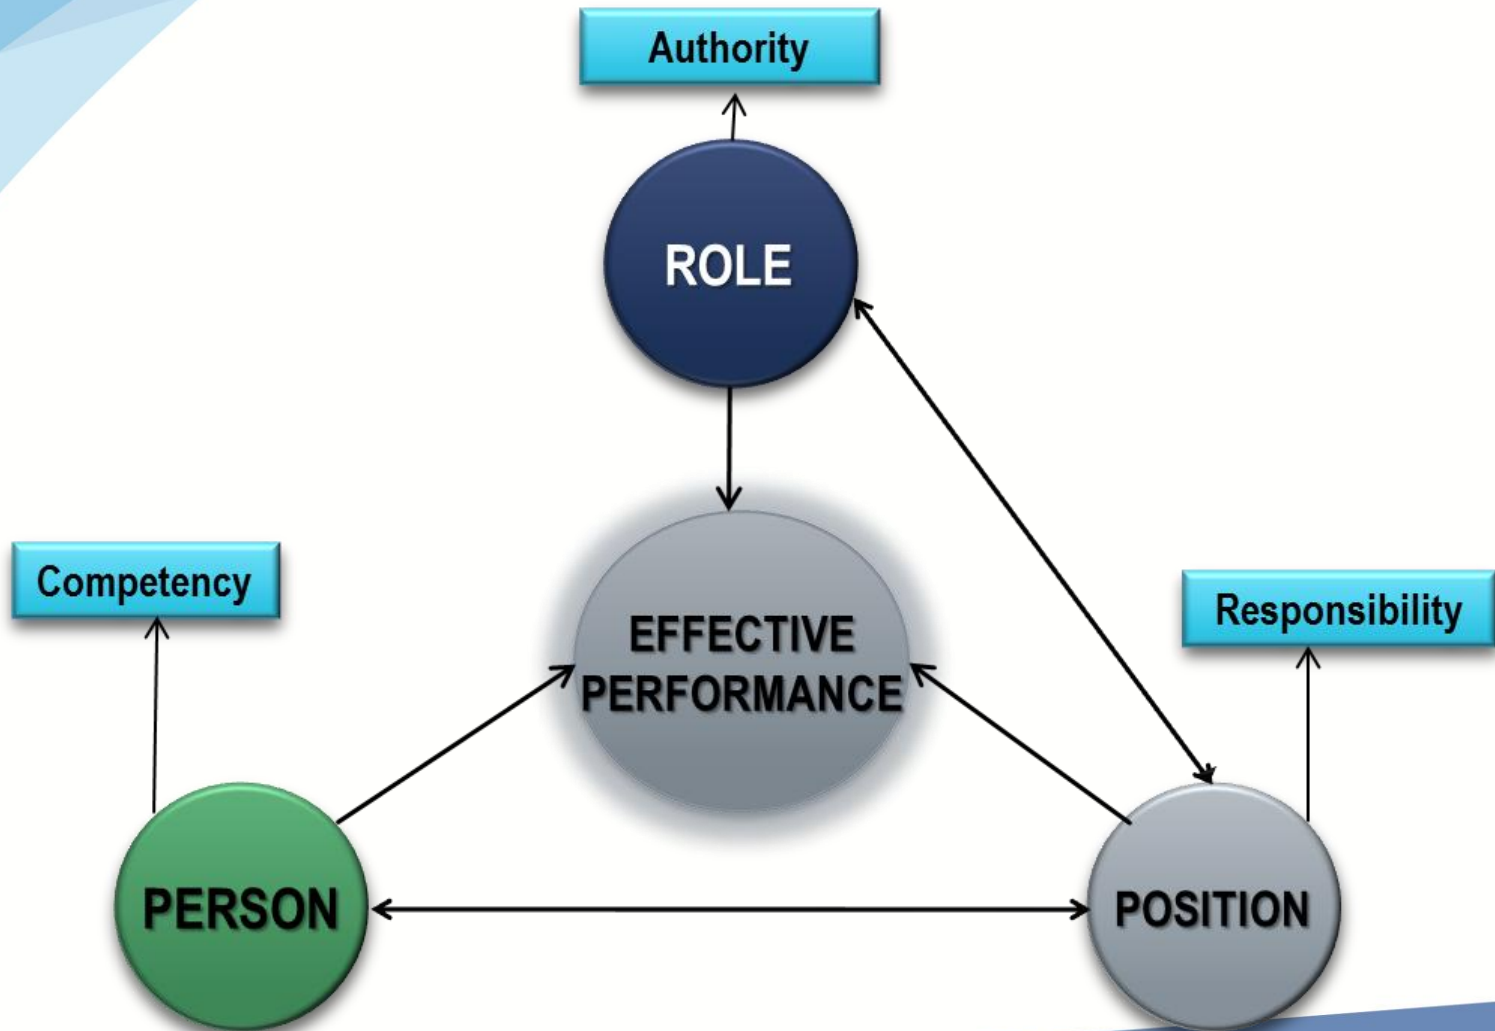 Authority
ROLE
Competency
EFFECTIVE
PERFORMANCE
Responsibility
PERSON
POSITION